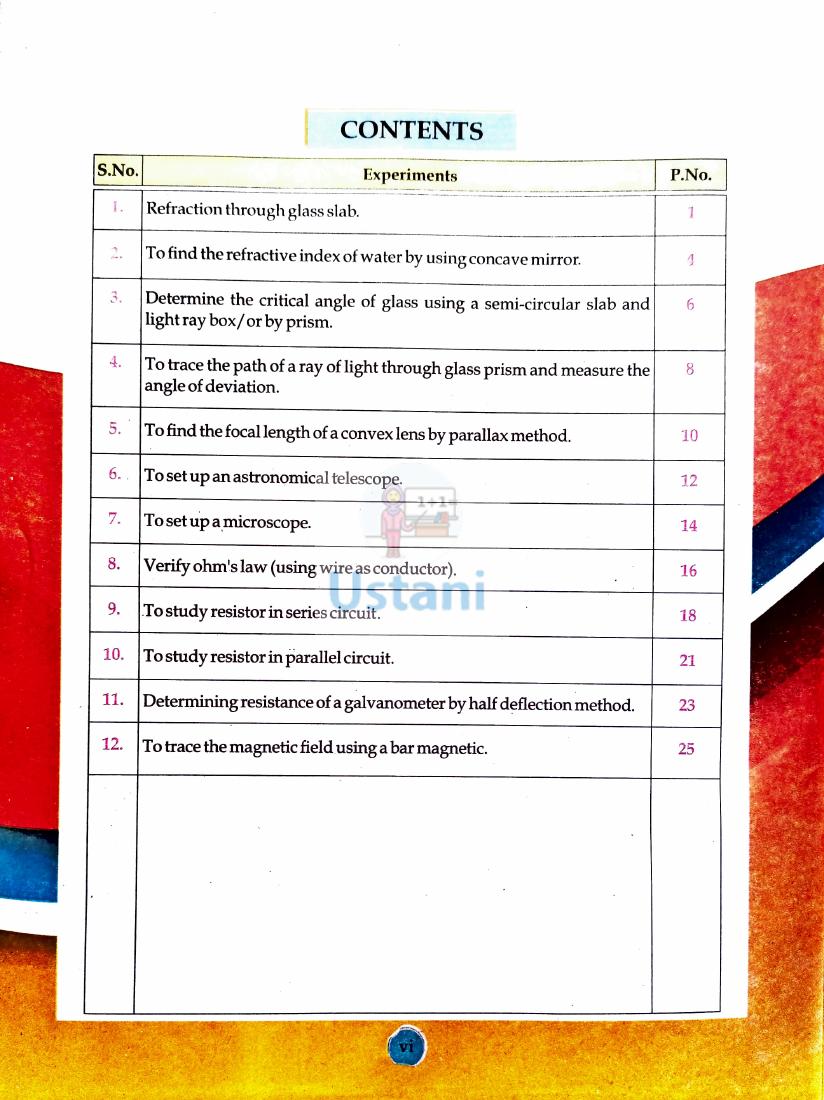 CONTENTS
S.No. Experiments P.No.
1. Refraction through glass slab. 1
2. To find the refractive index of water by using concave mirror. 4
3. Determine the critical angle of glass using a semi-circular slab and
light ray box/or by prism. 6
4. To trace the path of a ray of light through glass prism and measure the
angle of deviation. 8
5. To find the focal length of a convex lens by parallax method. 10
6. To set up an astronomical telescope. 12
1+1=
7. To set up a microscope. 14
8. Verify ohm's law (using wire as conductor). 16
Ustani
9. To study resistor in series circuit. 18
10. To study resistor in parallel circuit. 21
11. Determining resistance of a galvanometer by half deflection method. 23
12. To trace the magnetic field using a bar magnetic. 25
vi